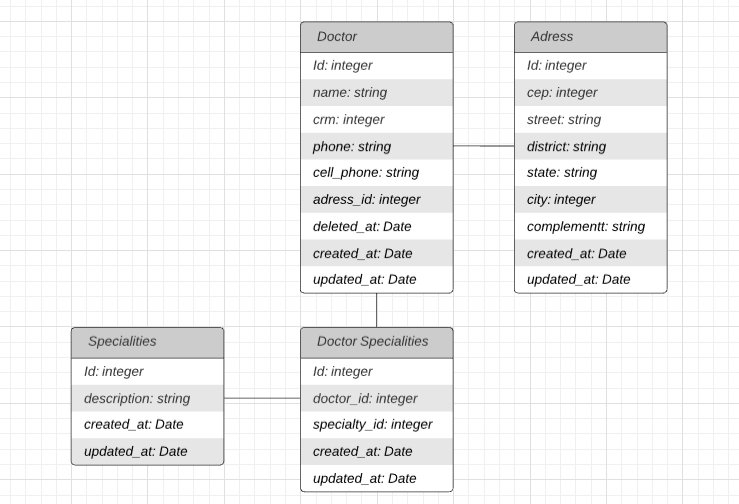 Doctor
Id: integer
name: string
crm: integer
phone: string
cell_phone: string
adress_id: integer
deleted_at: Date
created_at: Date
updated_at: Date
Adress
Id: integer
cep: integer
street: string
district: string
state: string
city: integer
complementt: string
created_at: Date
updated_at: Date
Specialities
Id: integer
description: string
created_at: Date
updated_at: Date
Doctor Specialities
Id: integer
doctor_id: integer
specialty_id: integer
created_at: Date
updated_at: Date